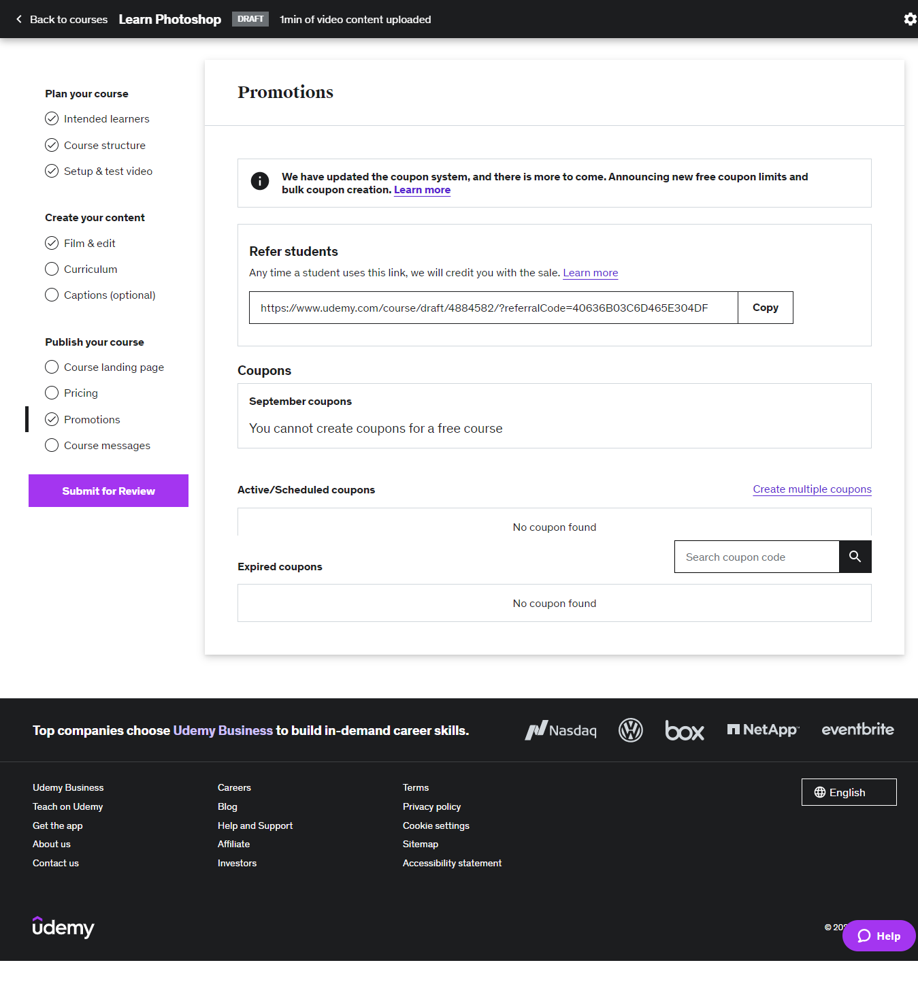 Back to courses Learn Photoshop DRAFT 1min of video content uploaded
Plan your course
Intended learners
Course structure
Setup & test video
Create your content
Film & edit
Curriculum
Captions (optional)
Publish your course
Course landing page
Pricing
Promotions
Course messages
Submit for Review
Promotions
We have updated the coupon system, and there is more to come. Announcing new free coupon limits and
bulk coupon creation. Learn more
Refer students
Any time a student uses this link, we will credit you with the sale. Learn more
https://www.udemy.com/course/draft/4884582/?referralCode=40636B03C6D465E304DF Copy
Coupons
September coupons
You cannot create coupons for a free course
Active/Scheduled coupons Create multiple coupons
No coupon found
Search coupon code
Expired coupons
No coupon found
Top companies choose Udemy Business to build in-demand career skills.
Nasdaq
box
NetApp
eventbrite
Udemy Business
Teach on Udemy
Get the app
About us
Contact us
Careers
Blog
Help and Support
Affiliate
Investors
Terms
Privacy policy
Cookie settings
Sitemap
Accessibility statement
English
udemy
©
Help